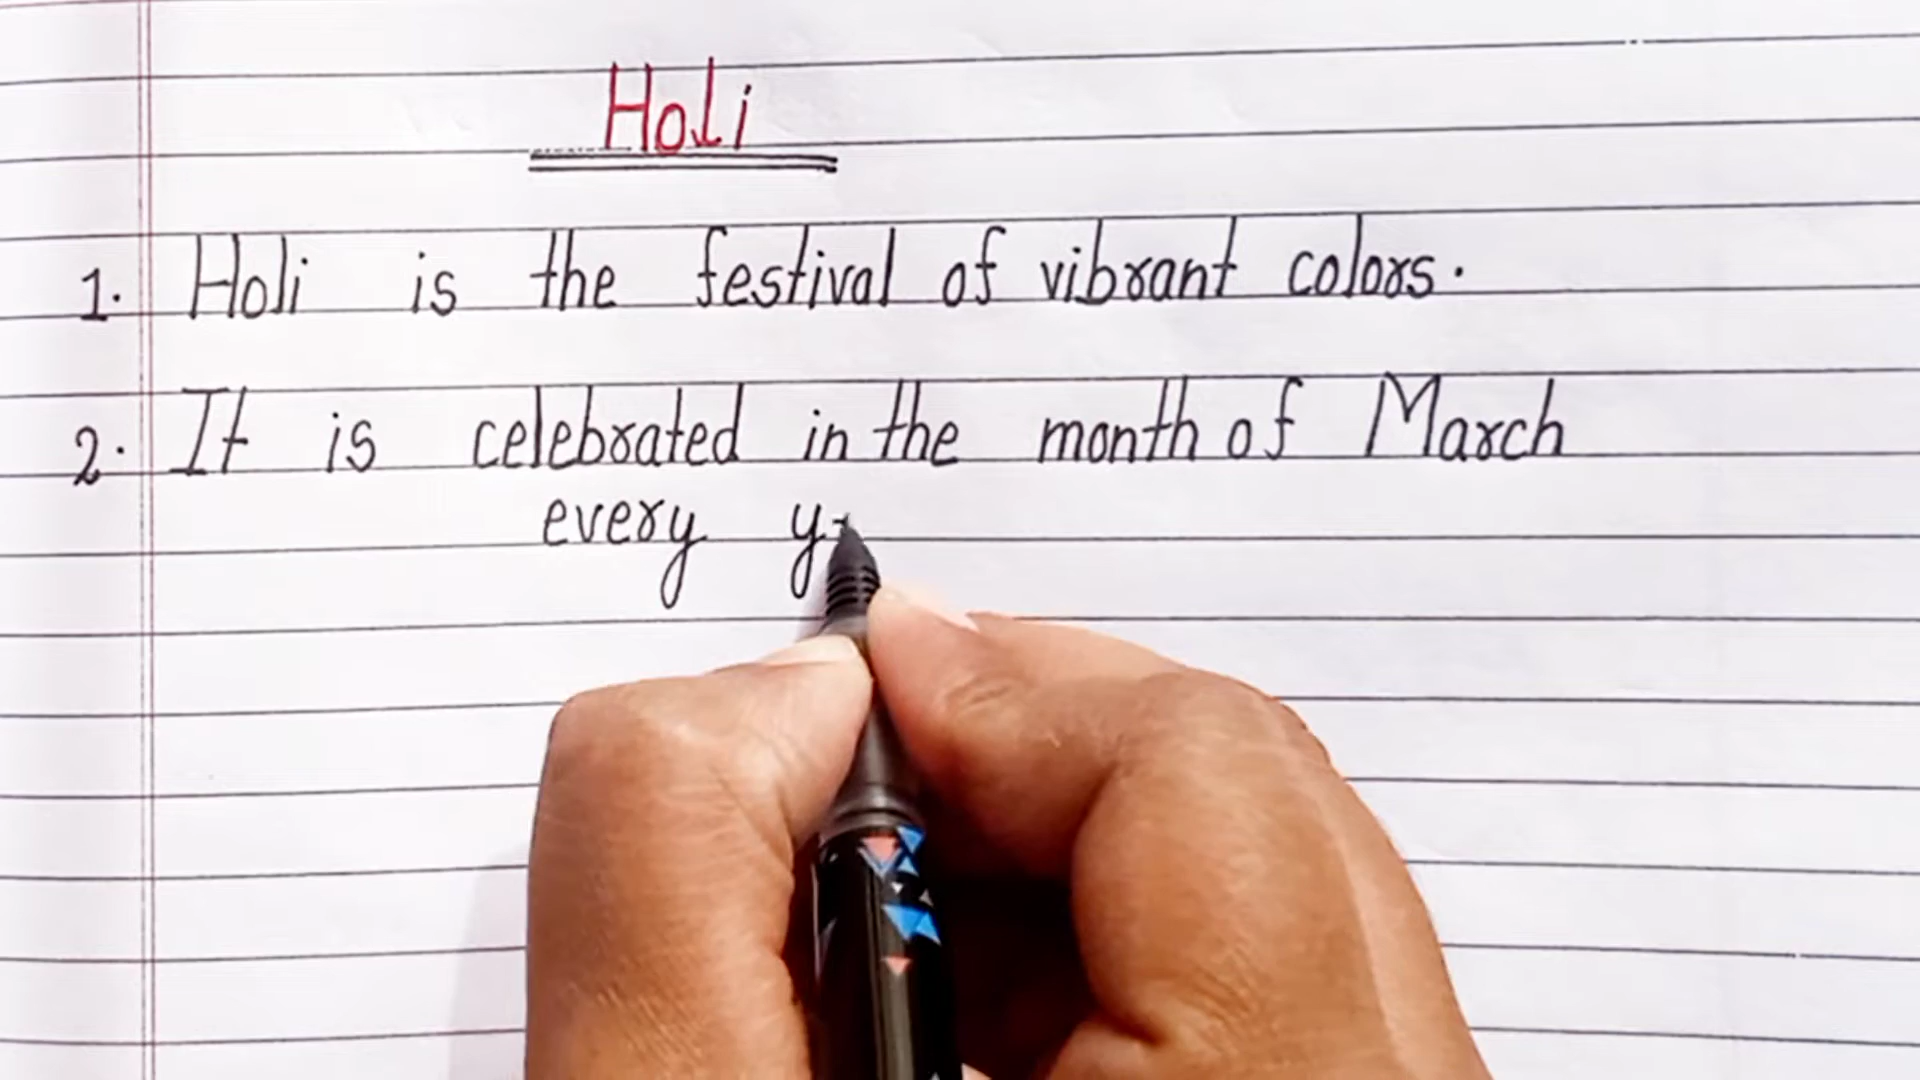 Holi
1. Holi is the festival of vibrant colors.
2. It is celebrated in the month of March
every